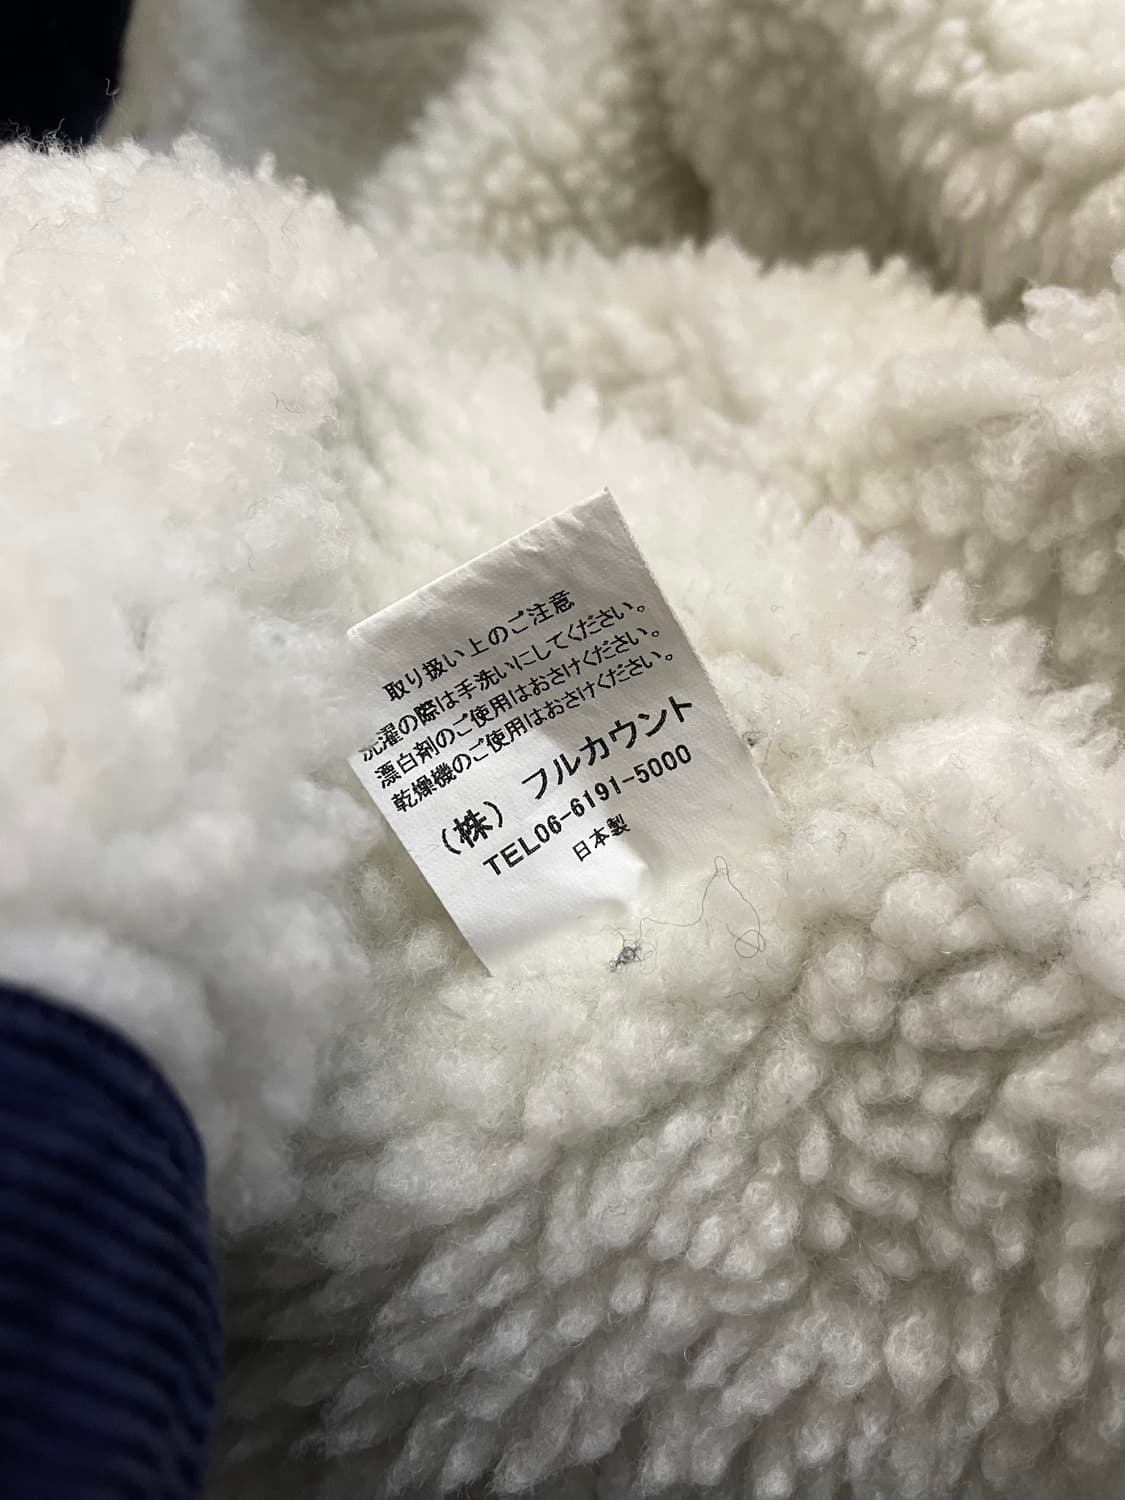 取り扱い上のご注意
洗濯の際は手洗いにしてください。
漂白剤のご使用はおさけください。
乾燥機のご使用はおさけください。
(株) フルカウント
TEL06-6191-5000
日本製